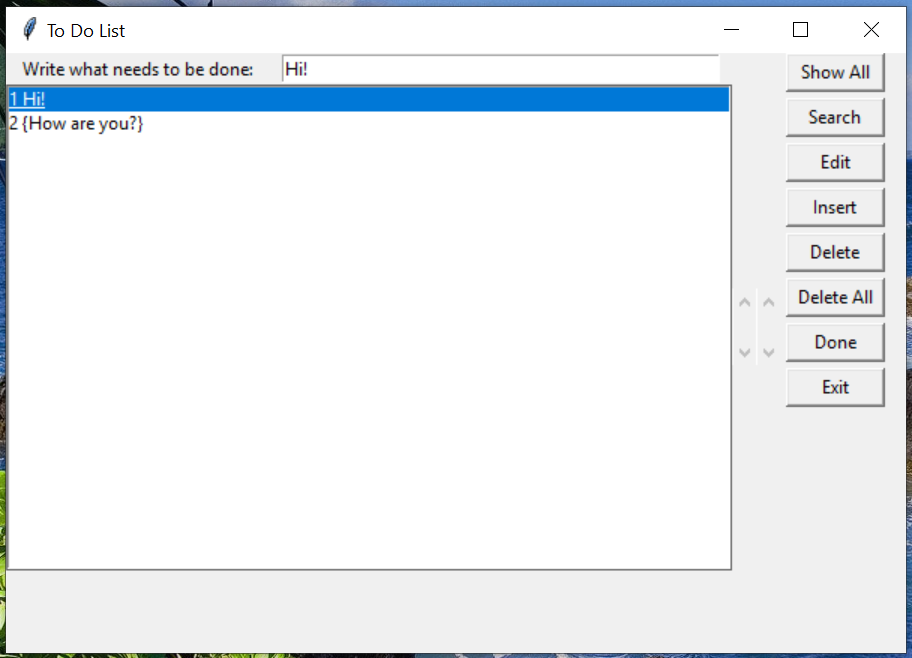 To Do List
Write what needs to be done: Hi!
Show All
1 Hi!
2 {How are you?}
Search
Edit
Insert
Delete
Delete All
Done
Exit